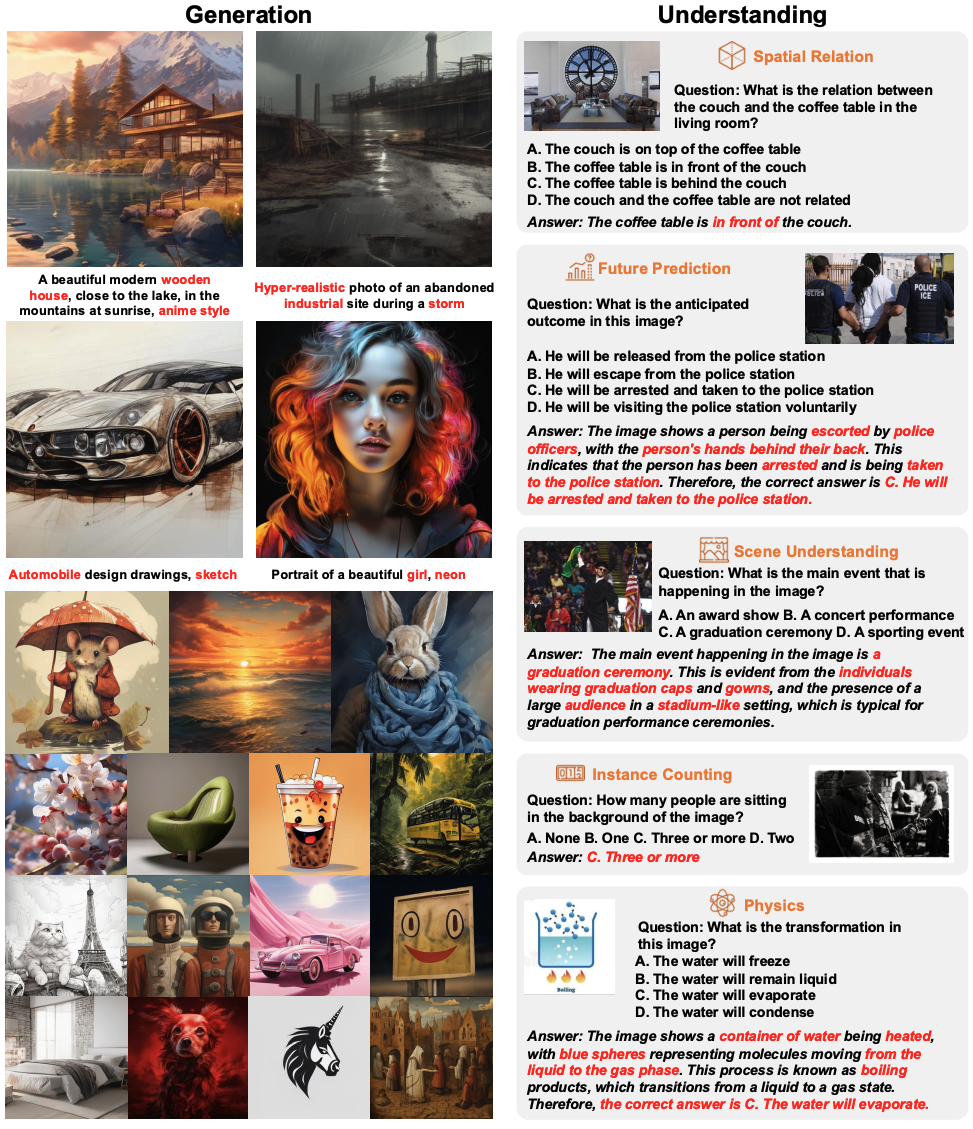 Generation
A beautiful modern wooden
house, close to the lake, in the
mountains at sunrise, anime style
Hyper-realistic photo of an abandoned
industrial site during a storm
Automobile design drawings, sketch
Portrait of a beautiful girl, neon
Understanding
Spatial Relation
Question: What is the relation between
the couch and the coffee table in the
living room?
A. The couch is on top of the coffee table
B. The coffee table is in front of the couch
C. The coffee table is behind the couch
D. The couch and the coffee table are not related
Answer: The coffee table is in front of the couch.
Future Prediction
POLICE
POLICE
ICE
Question: What is the anticipated
outcome in this image?
A. He will be released from the police station
B. He will escape from the police station
C. He will be arrested and taken to the police station
D. He will be visiting the police station voluntarily
Answer: The image shows a person being escorted by police
officers, with the person's hands behind their back. This
indicates that the person has been arrested and is being taken
to the police station. Therefore, the correct answer is C. He will
be arrested and taken to the police station.
Scene Understanding
Question: What is the main event that is
happening in the image?
A. An award show B. A concert performance
C. A graduation ceremony D. A sporting event
Answer: The main event happening in the image is a
graduation ceremony. This is evident from the individuals
wearing graduation caps and gowns, and the presence of a
large audience in a stadium-like setting, which is typical for
graduation performance ceremonies.
Instance Counting
Question: How many people are sitting
in the background of the image?
A. None B. One C. Three or more D. Two
Answer: C. Three or more
Physics
Boiling
Question: What is the transformation in
this image?
A. The water will freeze
B. The water will remain liquid
C. The water will evaporate
D. The water will condense
Answer: The image shows a container of water being heated,
with blue spheres representing molecules moving from the
liquid to the gas phase. This process is known as boiling
products, which transitions from a liquid to a gas state.
Therefore, the correct answer is C. The water will evaporate.